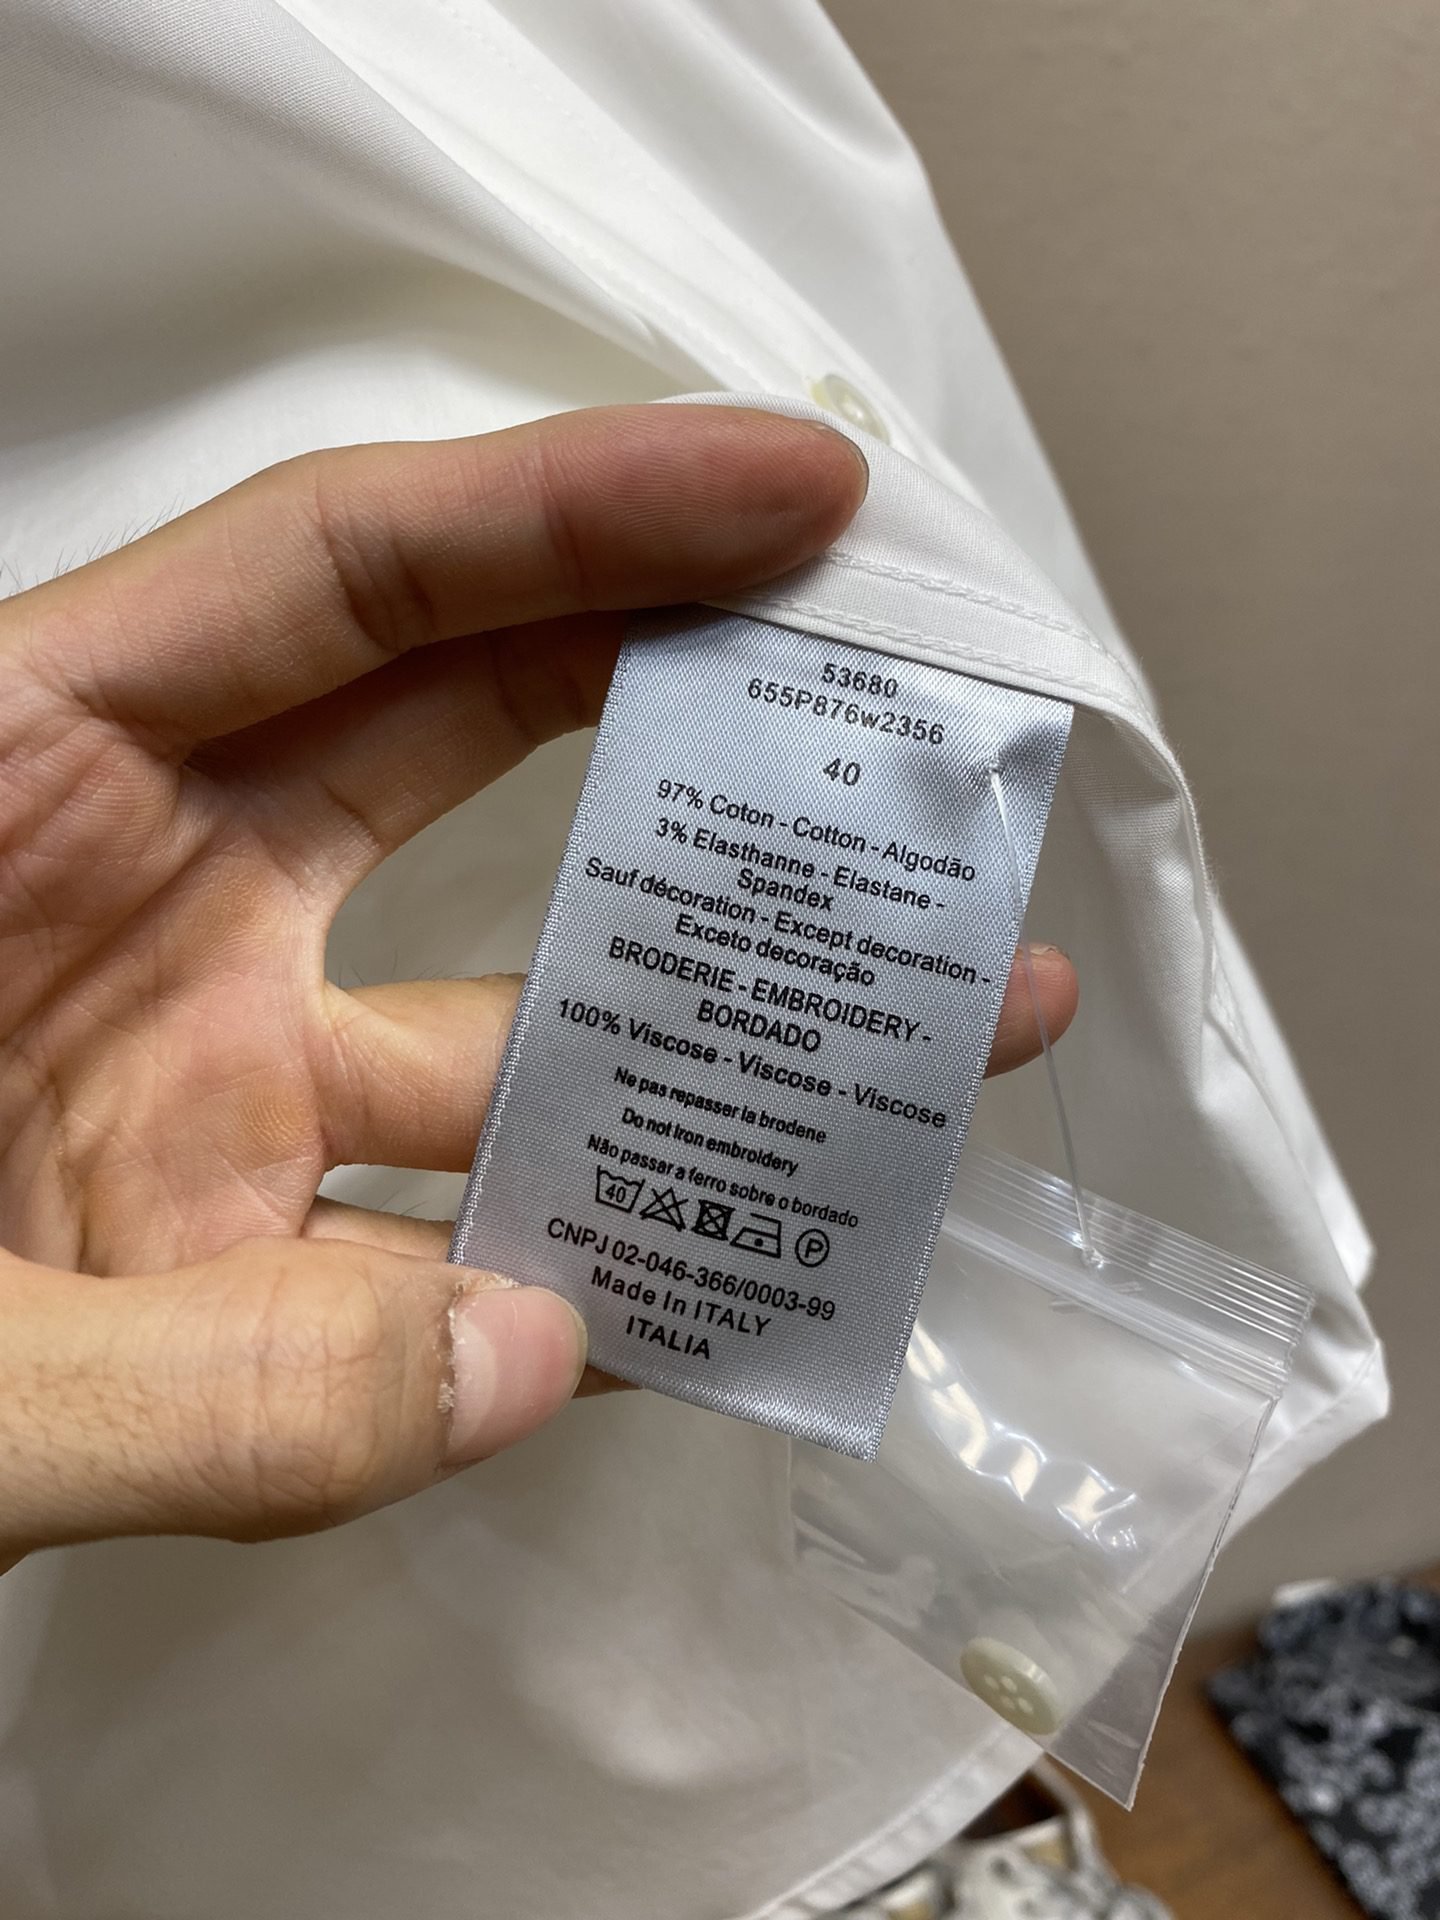 53680
655P876w2356
40
97% Coton - Cotton - Algodão
3% Elasthanne - Elastane -
Spandex
Sauf décoration - Except decoration -
Exceto decoração
BRODERIE - EMBROIDERY -
BORDADO
100% Viscose - Viscose - Viscose
Ne pas repasser la brodene
Do not Iron embroidery
Não passar a ferro sobre o bordado
40 P
CNPJ 02-046-366/0003-99
Made In ITALY
ITALIA